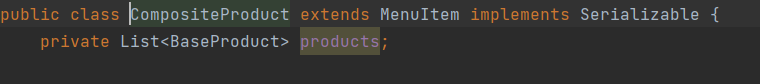 public class CompositeProduct extends MenuItem implements Serializable {
private List<BaseProduct> products;